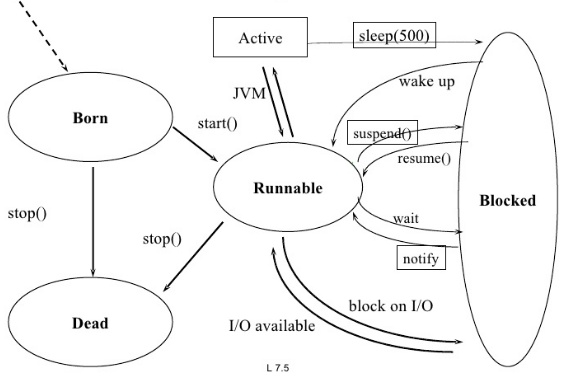 Active
sleep(500)
wake up
JVM
Born
start()
suspend()
resume()
Runnable
Blocked
stop()
wait
stop()
notify
block on I/O
Dead
I/O available
L 7.5